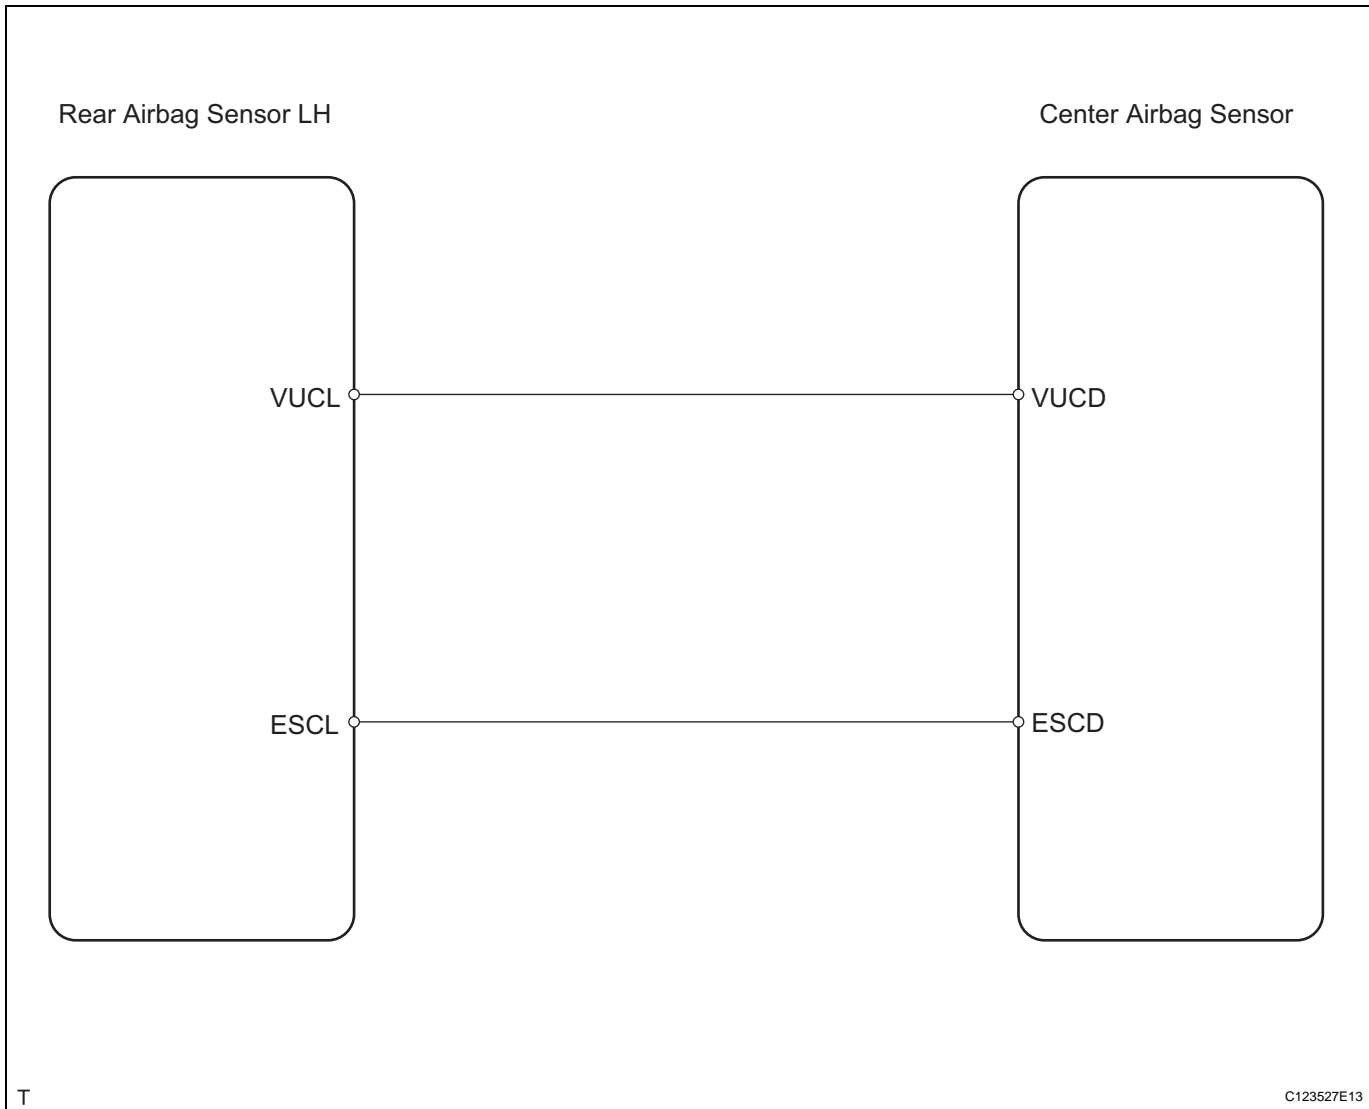 Rear Airbag Sensor LH
Center Airbag Sensor
VUCL
VUCD
ESCL
ESCD
T
C123527E13